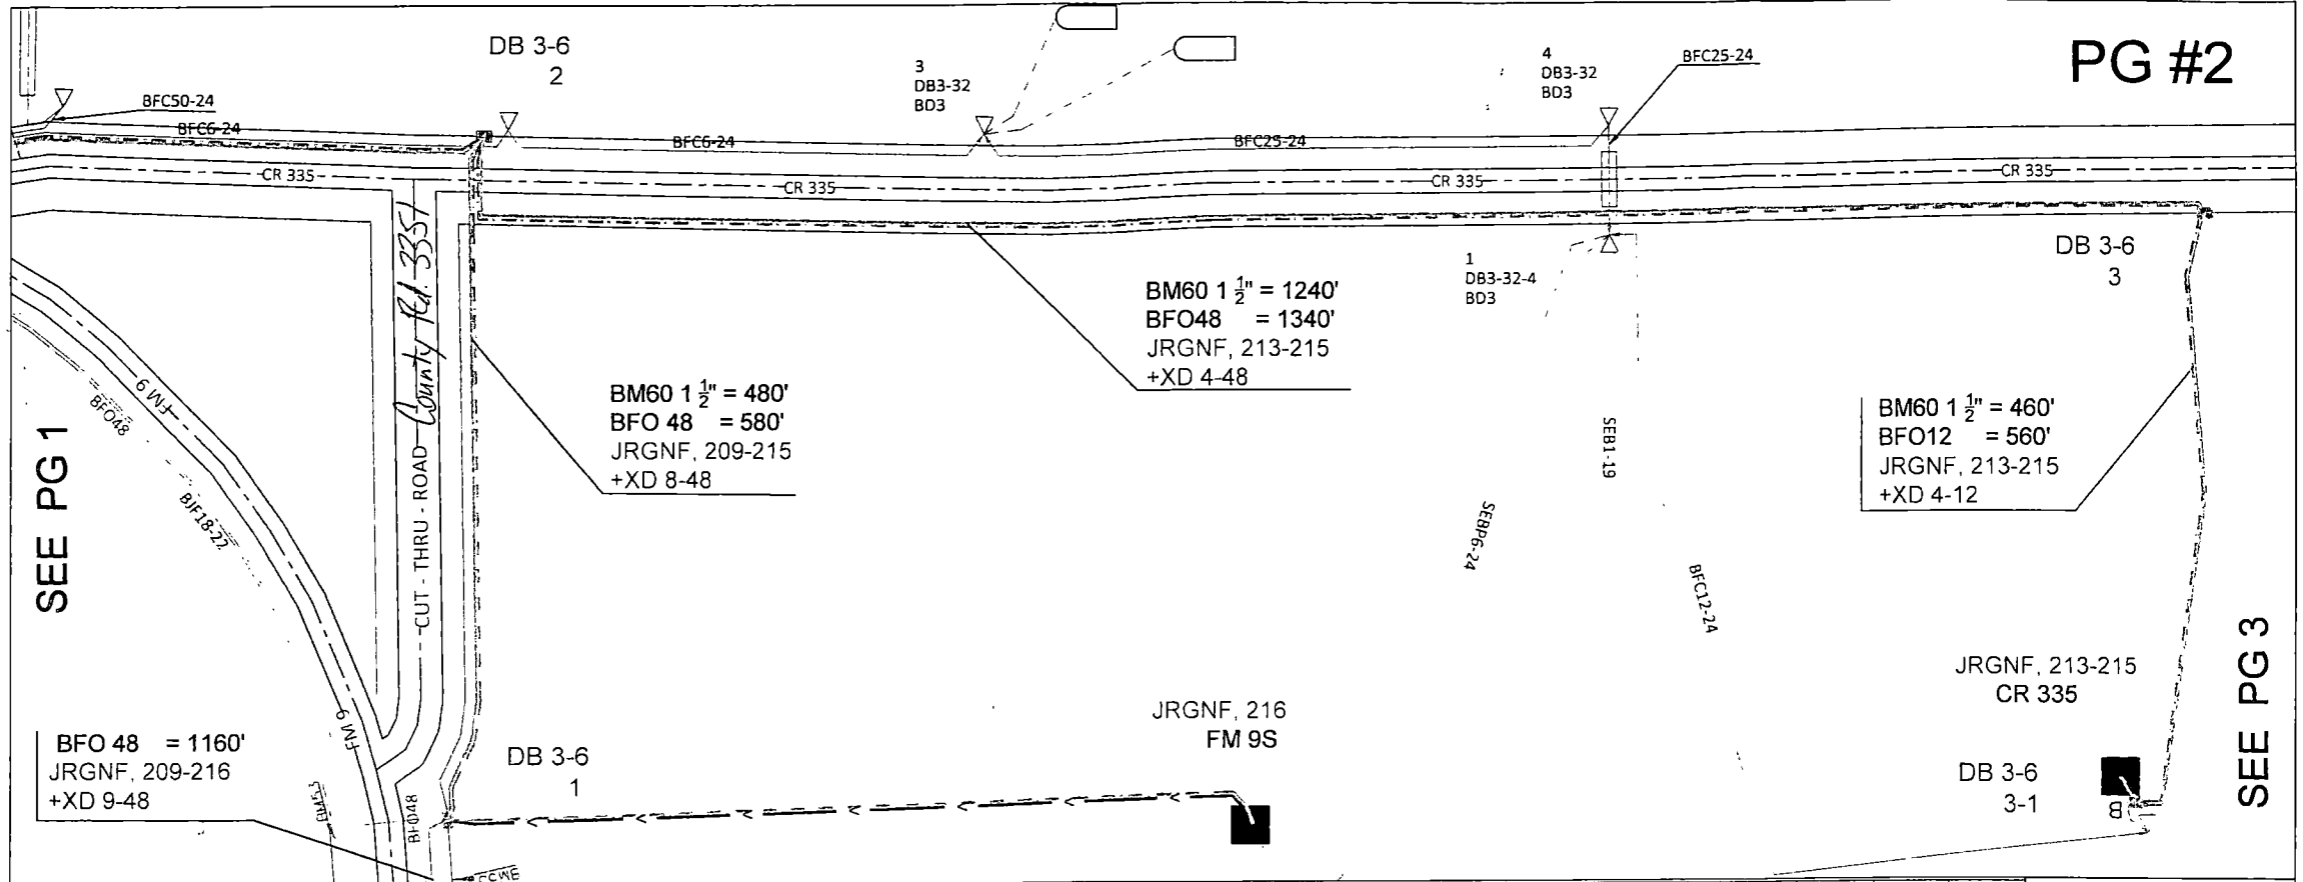 PG #2
DB 3-6
2
3
DB3-32
BD3
4
DB3-32
BD3
BFC25-24
BFC50-24
BFC6-24
BFC6-24
BFC25-24
CR 335
CR 335
CR 335
CR 335
DB 3-6
3
1
DB3-32-4
BD3
BM60 1 1/2" = 1240'
BFO48 = 1340'
JRGNF, 213-215
+XD 4-48
BM60 1 1/2" = 480'
BFO 48 = 580'
JRGNF, 209-215
+XD 8-48
BM60 1 1/2" = 460'
BFO12 = 560'
JRGNF, 213-215
+XD 4-12
County Rd. 3351
CUT - THRU - ROAD
FM 9
BFO48
BJF18-22
SEE PG 1
SEB1-19
SEBP6-24
BFC12-24
JRGNF, 213-215
CR 335
SEE PG 3
JRGNF, 216
FM 9S
FM 9
BFO 48 = 1160'
JRGNF, 209-216
+XD 9-48
DB 3-6
1
DB 3-6
3-1
B
BFO48